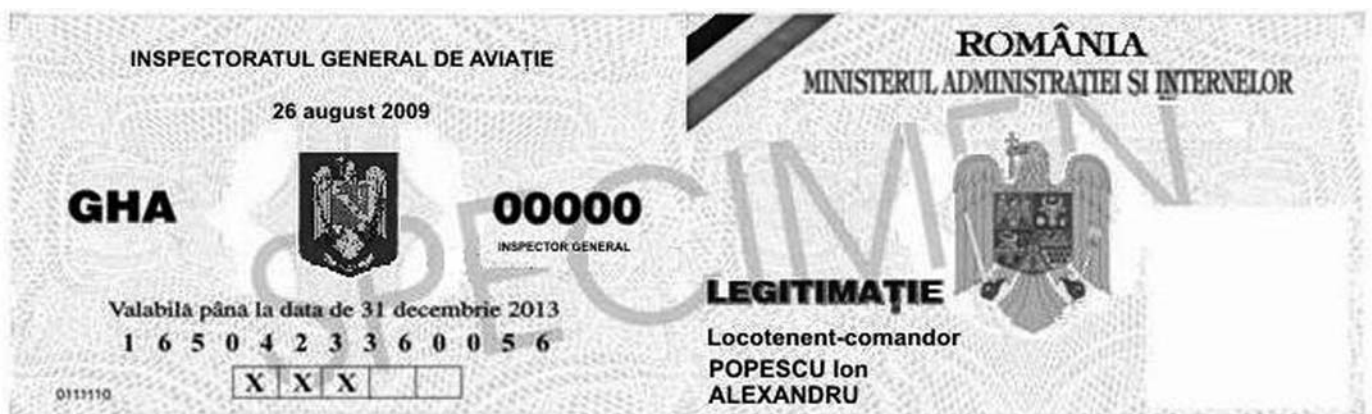 INSPECTORATUL GENERAL DE AVIAȚIE
26 august 2009
GHA
00000
INSPECTOR GENERAL
Valabilă până la data de 31 decembrie 2013
1 6 5 0 4 2 3 3 6 0 0 5 6
X X X
0111110
ROMÂNIA
MINISTERUL ADMINISTRAȚIEI ȘI INTERNELOR
SPECIMEN
LEGITIMAȚIE
Locotenent-comandor
POPESCU Ion
ALEXANDRU